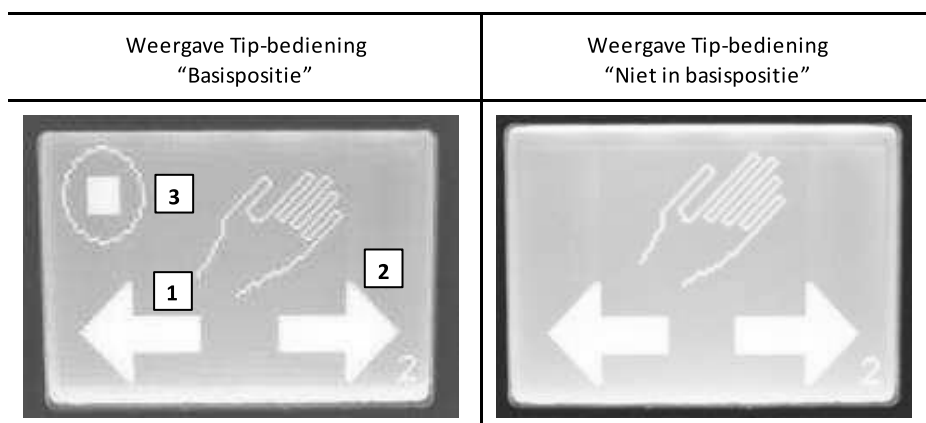 Weergave Tip-bediening
“Basispositie”
Weergave Tip-bediening
“Niet in basispositie”
3
1
2
2
2